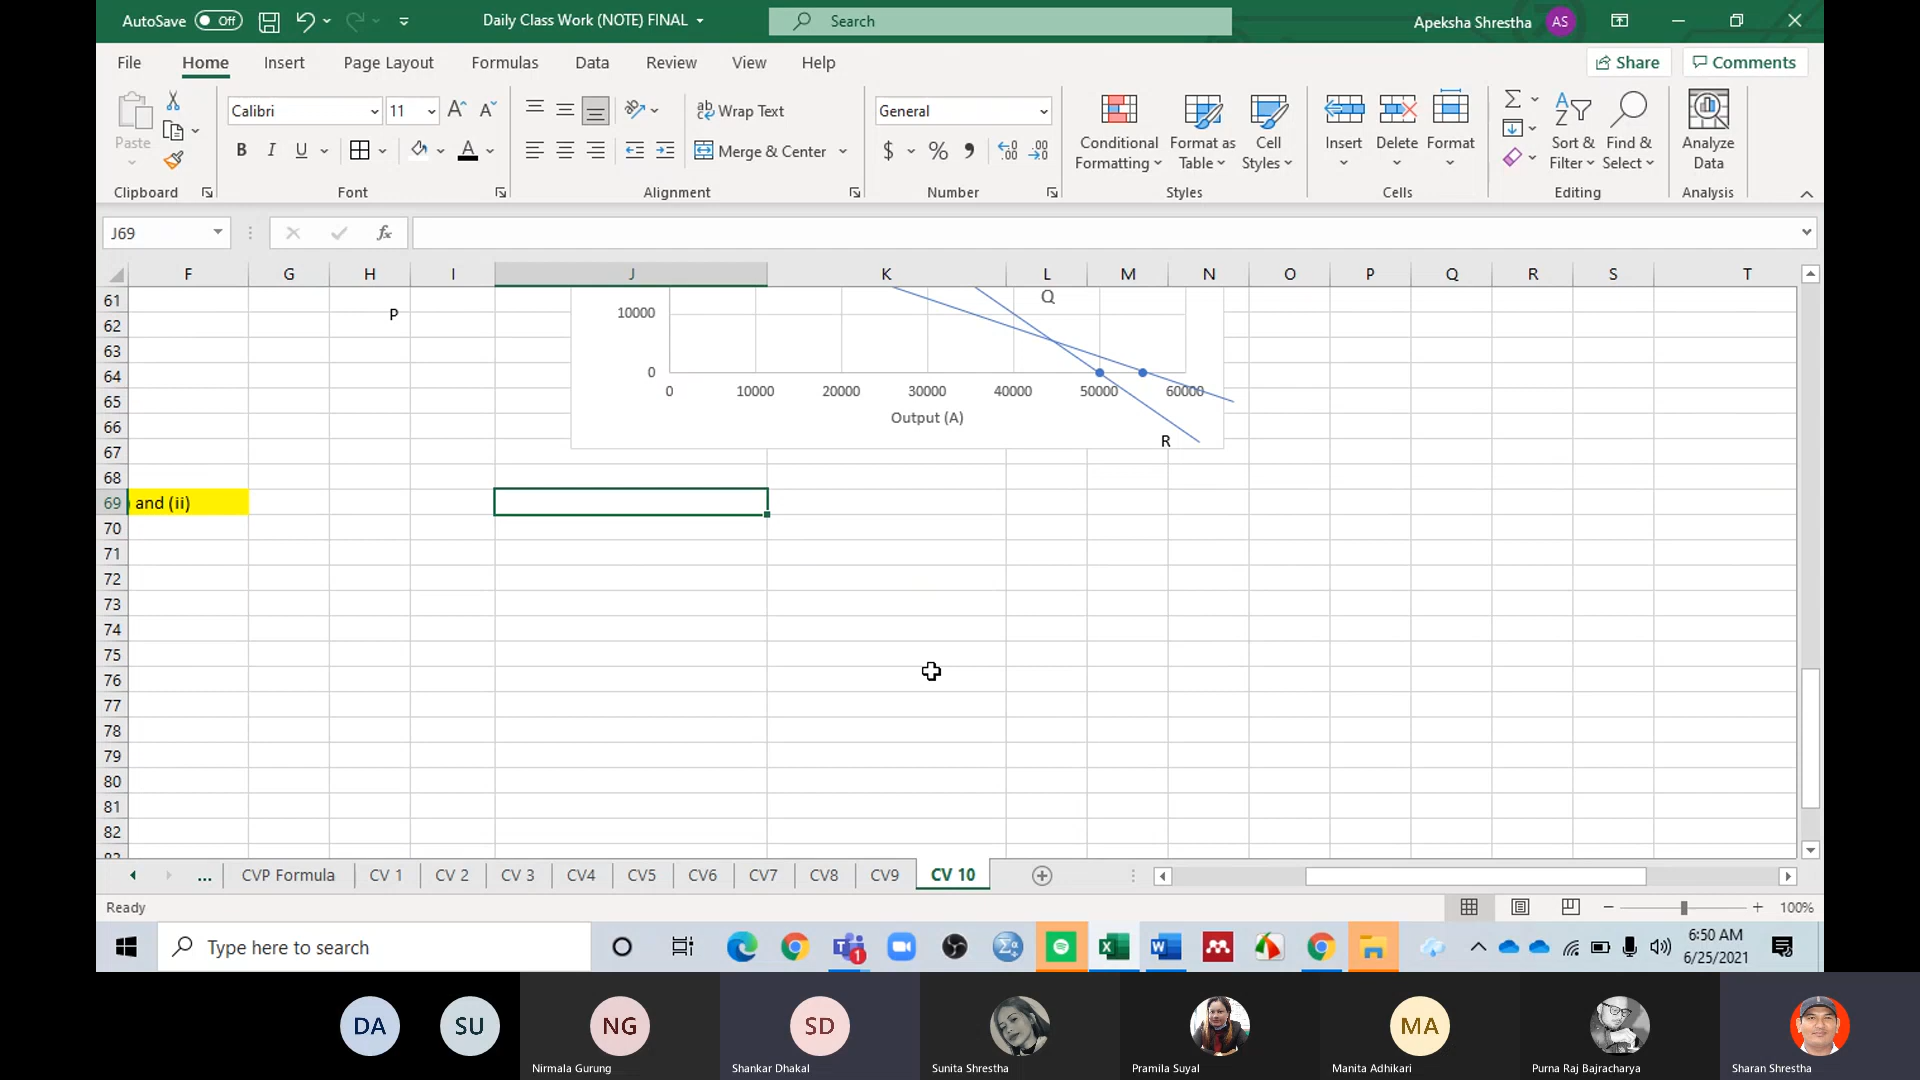 AutoSave Off
Daily Class Work (NOTE) FINAL
Search
Apeksha Shrestha AS
File Home Insert Page Layout Formulas Data Review View Help
Share Comments
Paste
Clipboard
Calibri 11
B I U
Font
Wrap Text
Merge & Center
Alignment
General
$ %
Number
Conditional Formatting
Format as Table
Cell Styles
Styles
Insert Delete Format
Cells
Sort & Filter
Find & Select
Editing
Analyze Data
Analysis
J69 fx
F G H I J K L M N O P Q R S T
61
62
63
64
65
66
67
68
69 and (ii)
70
71
72
73
74
75
76
77
78
79
80
81
82
P
Q
10000
0
0 10000 20000 30000 40000 50000 60000
Output (A)
R
... CVP Formula CV 1 CV 2 CV 3 CV4 CV5 CV6 CV7 CV8 CV9 CV 10
Ready
100%
Type here to search
1
6:50 AM
6/25/2021
DA SU NG SD MA
Nirmala Gurung Shankar Dhakal Sunita Shrestha Pramila Suyal Manita Adhikari Purna Raj Bajracharya Sharan Shrestha